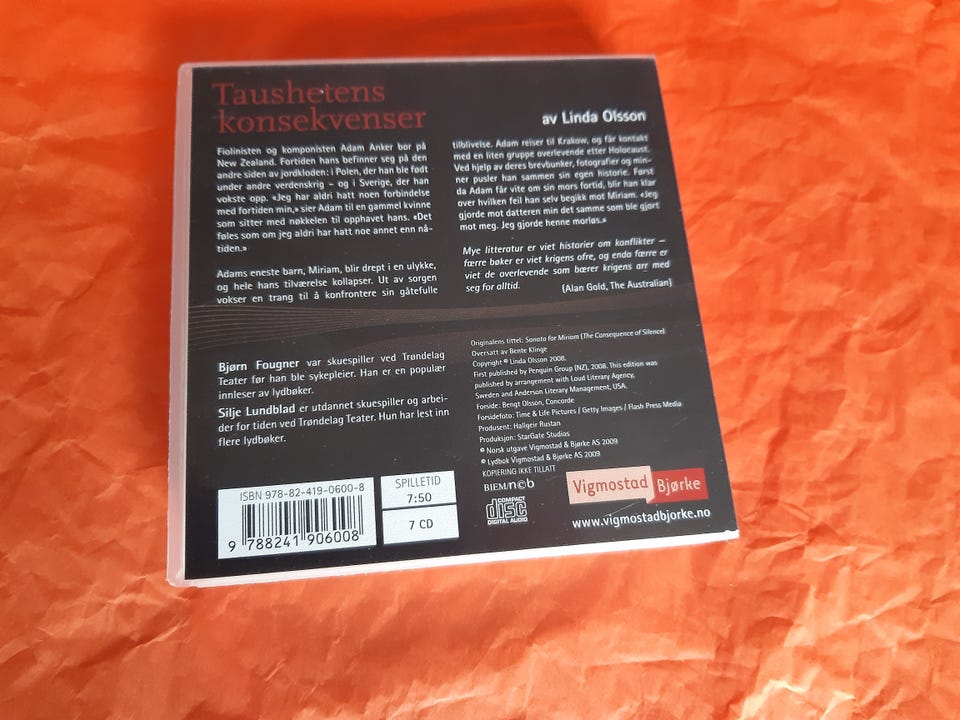 Taushetens
konsekvenser
av Linda Olsson
Fiolinisten og komponisten Adam Anker bor på
New Zealand. Fortiden hans befinner seg på den
andre siden av jordkloden: i Polen, der han ble født
under andre verdenskrig – og i Sverige, der han
vokste opp. «Jeg har aldri hatt noen forbindelse
med fortiden min,» sier Adam til en gammel kvinne
som sitter med nøkkelen til opphavet hans. «Det
føles som om jeg aldri har hatt noe annet enn nå-
tiden.»
Adams eneste barn, Miriam, blir drept i en ulykke,
og hele hans tilværelse kollapser. Ut av sorgen
vokser en trang til å konfrontere sin gåtefulle
tilblivelse. Adam reiser til Krakow, og får kontakt
med en liten gruppe overlevende etter Holocaust.
Ved hjelp av deres brevbunker, fotografier og min-
ner pusler han sammen sin egen historie. Først
da Adam får vite om sin mors fortid, blir han klar
over hvilken feil han selv begikk mot Miriam. «Jeg
gjorde mot datteren min det samme som ble gjort
mot meg. Jeg gjorde henne morløs.»
Mye litteratur er viet historier om konflikter –
færre bøker er viet krigens ofre, og enda færre er
viet de overlevende som bærer krigens arr med
seg for alltid. (Alan Gold, The Australian)
Bjørn Fougner var skuespiller ved Trøndelag
Teater før han ble sykepleier. Han er en populær
innleser av lydbøker.
Silje Lundblad er utdannet skuespiller og arbei-
der for tiden ved Trøndelag Teater. Hun har lest inn
flere lydbøker.
Originalens tittel: Sonata for Miriam (The Consequence of Silence)
Oversatt av Bente Klinge
Copyright © Linda Olsson 2008.
First published by Penguin Group (NZ), 2008. This edition was
published by arrangement with Loud Literary Agency,
Sweden and Anderson Literary Management, USA.
Forside: Bengt Olsson, Concorde
Forsidefoto: Time & Life Pictures / Getty Images / Flash Press Media
Produsent: Hallgeir Rustan
Produksjon: StarGate Studios
© Norsk utgave Vigmostad & Bjørke AS 2009
℗ Lydbok Vigmostad & Bjørke AS 2009
KOPIERING IKKE TILLATT
BIEM/n©b
COMPACT
disc
DIGITAL AUDIO
Vigmostad Bjørke
www.vigmostadbjorke.no
ISBN 978-82-419-0600-8
9 788241 906008
SPILLETID
7:50
7 CD